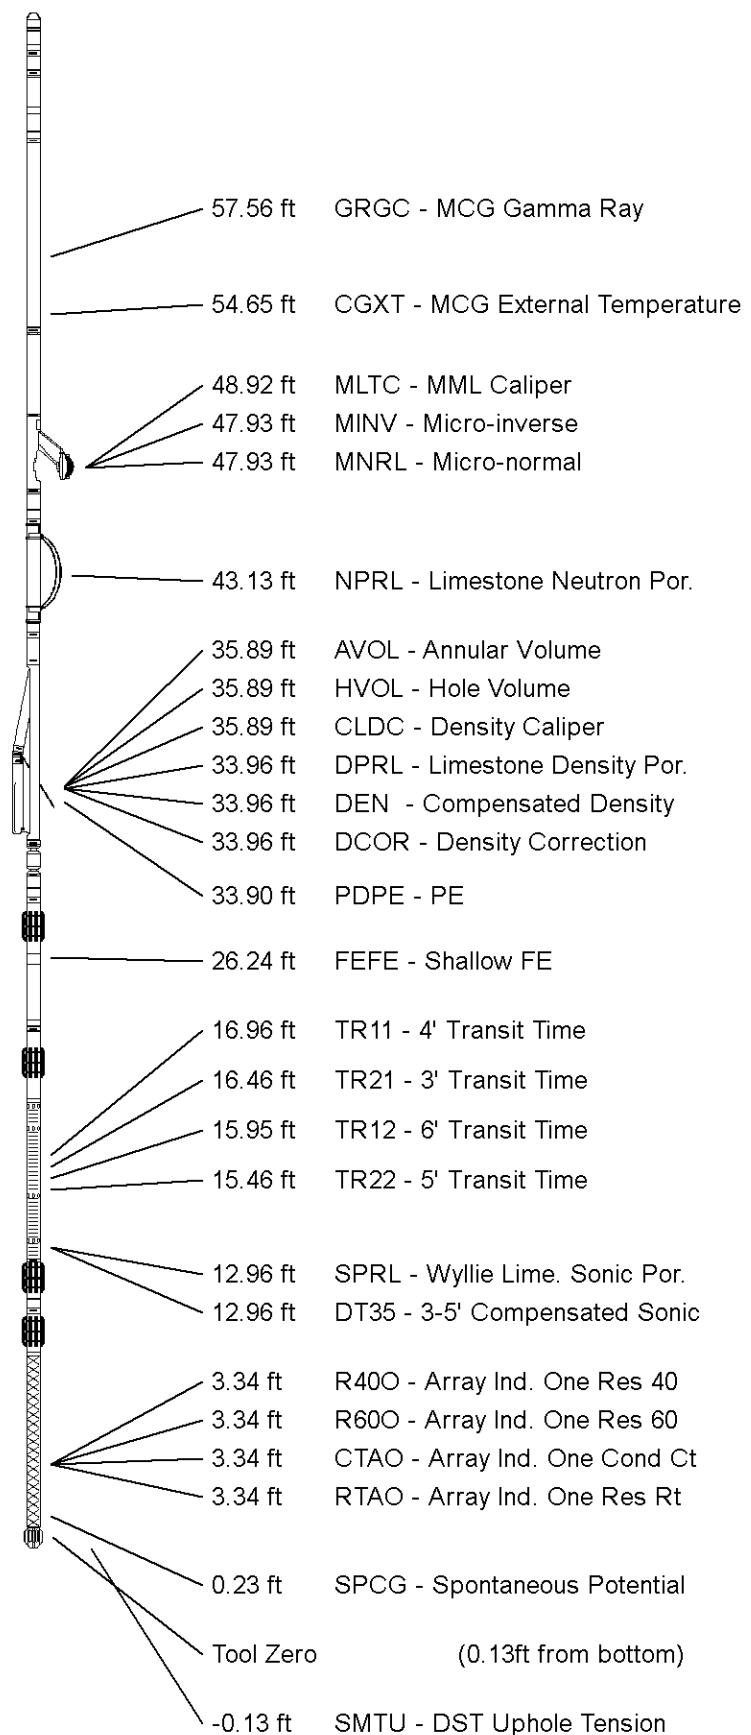 57.56 ft GRGC - MCG Gamma Ray
54.65 ft CGXT - MCG External Temperature
48.92 ft MLTC - MML Caliper
47.93 ft MINV - Micro-inverse
47.93 ft MNRL - Micro-normal
43.13 ft NPRL - Limestone Neutron Por.
35.89 ft AVOL - Annular Volume
35.89 ft HVOL - Hole Volume
35.89 ft CLDC - Density Caliper
33.96 ft DPRL - Limestone Density Por.
33.96 ft DEN - Compensated Density
33.96 ft DCOR - Density Correction
33.90 ft PDPE - PE
26.24 ft FEFE - Shallow FE
16.96 ft TR11 - 4' Transit Time
16.46 ft TR21 - 3' Transit Time
15.95 ft TR12 - 6' Transit Time
15.46 ft TR22 - 5' Transit Time
12.96 ft SPRL - Wyllie Lime. Sonic Por.
12.96 ft DT35 - 3-5' Compensated Sonic
3.34 ft R40O - Array Ind. One Res 40
3.34 ft R60O - Array Ind. One Res 60
3.34 ft CTAO - Array Ind. One Cond Ct
3.34 ft RTAO - Array Ind. One Res Rt
0.23 ft SPCG - Spontaneous Potential
Tool Zero (0.13ft from bottom)
-0.13 ft SMTU - DST Uphole Tension